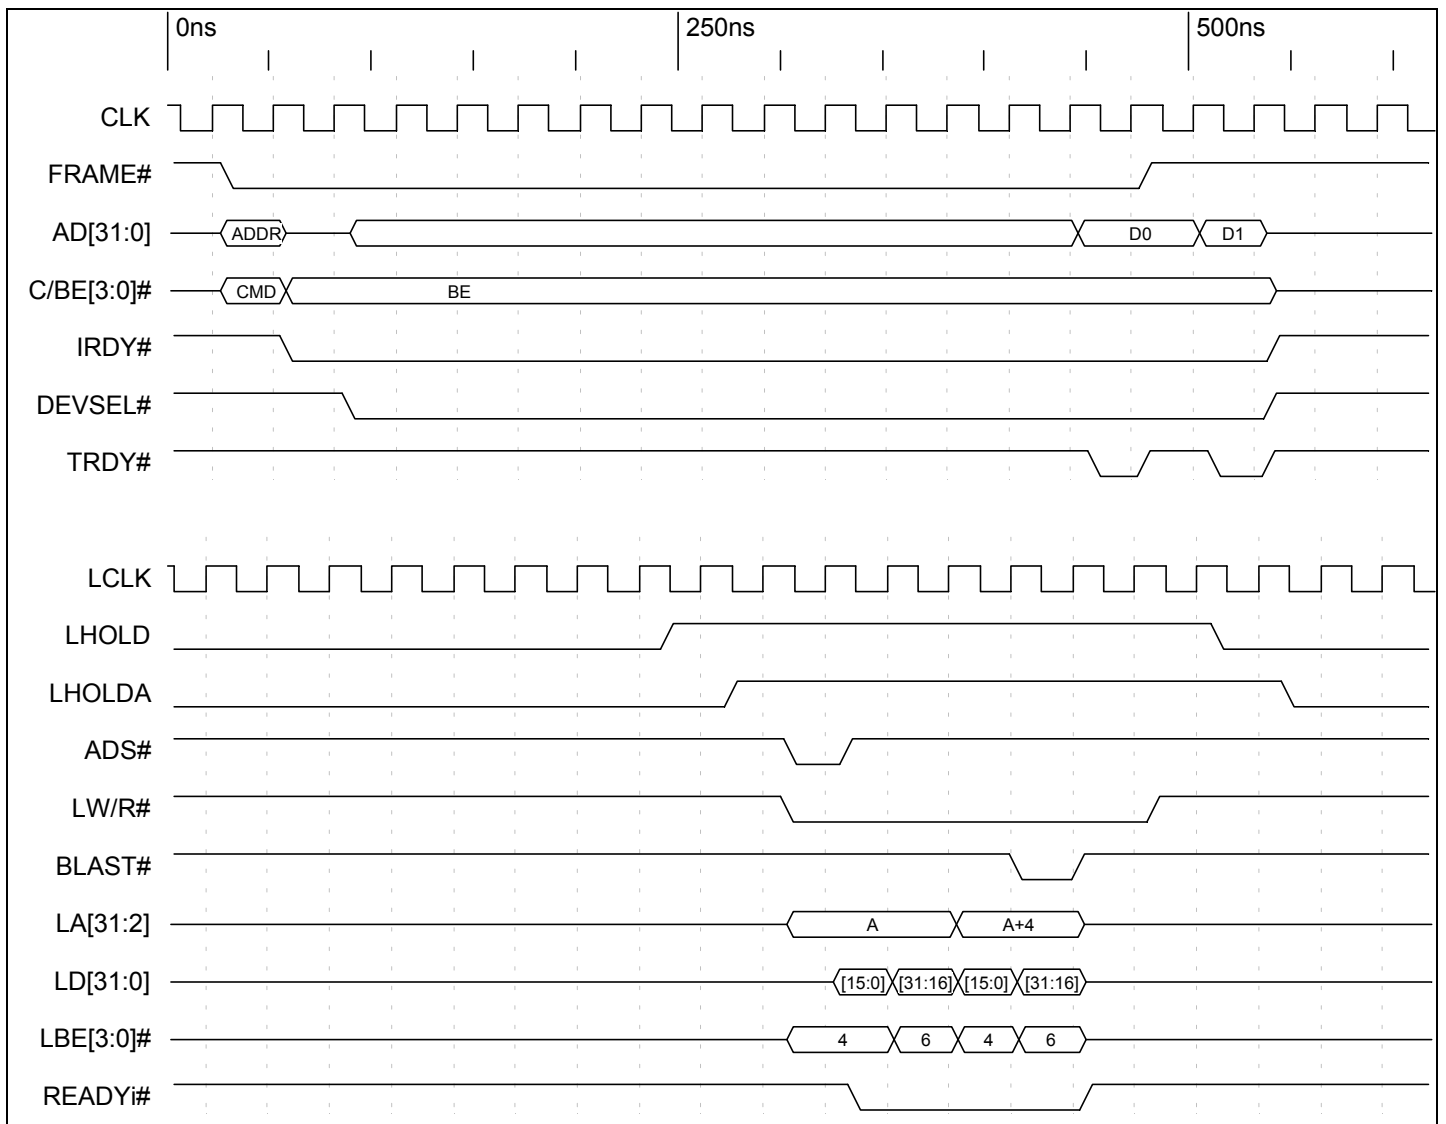 0ns 250ns 500ns
CLK
FRAME#
AD[31:0] ADDR D0 D1
C/BE[3:0]# CMD BE
IRDY#
DEVSEL#
TRDY#
LCLK
LHOLD
LHOLDA
ADS#
LW/R#
BLAST#
LA[31:2] A A+4
LD[31:0] [15:0] [31:16] [15:0] [31:16]
LBE[3:0]# 4 6 4 6
READYi#